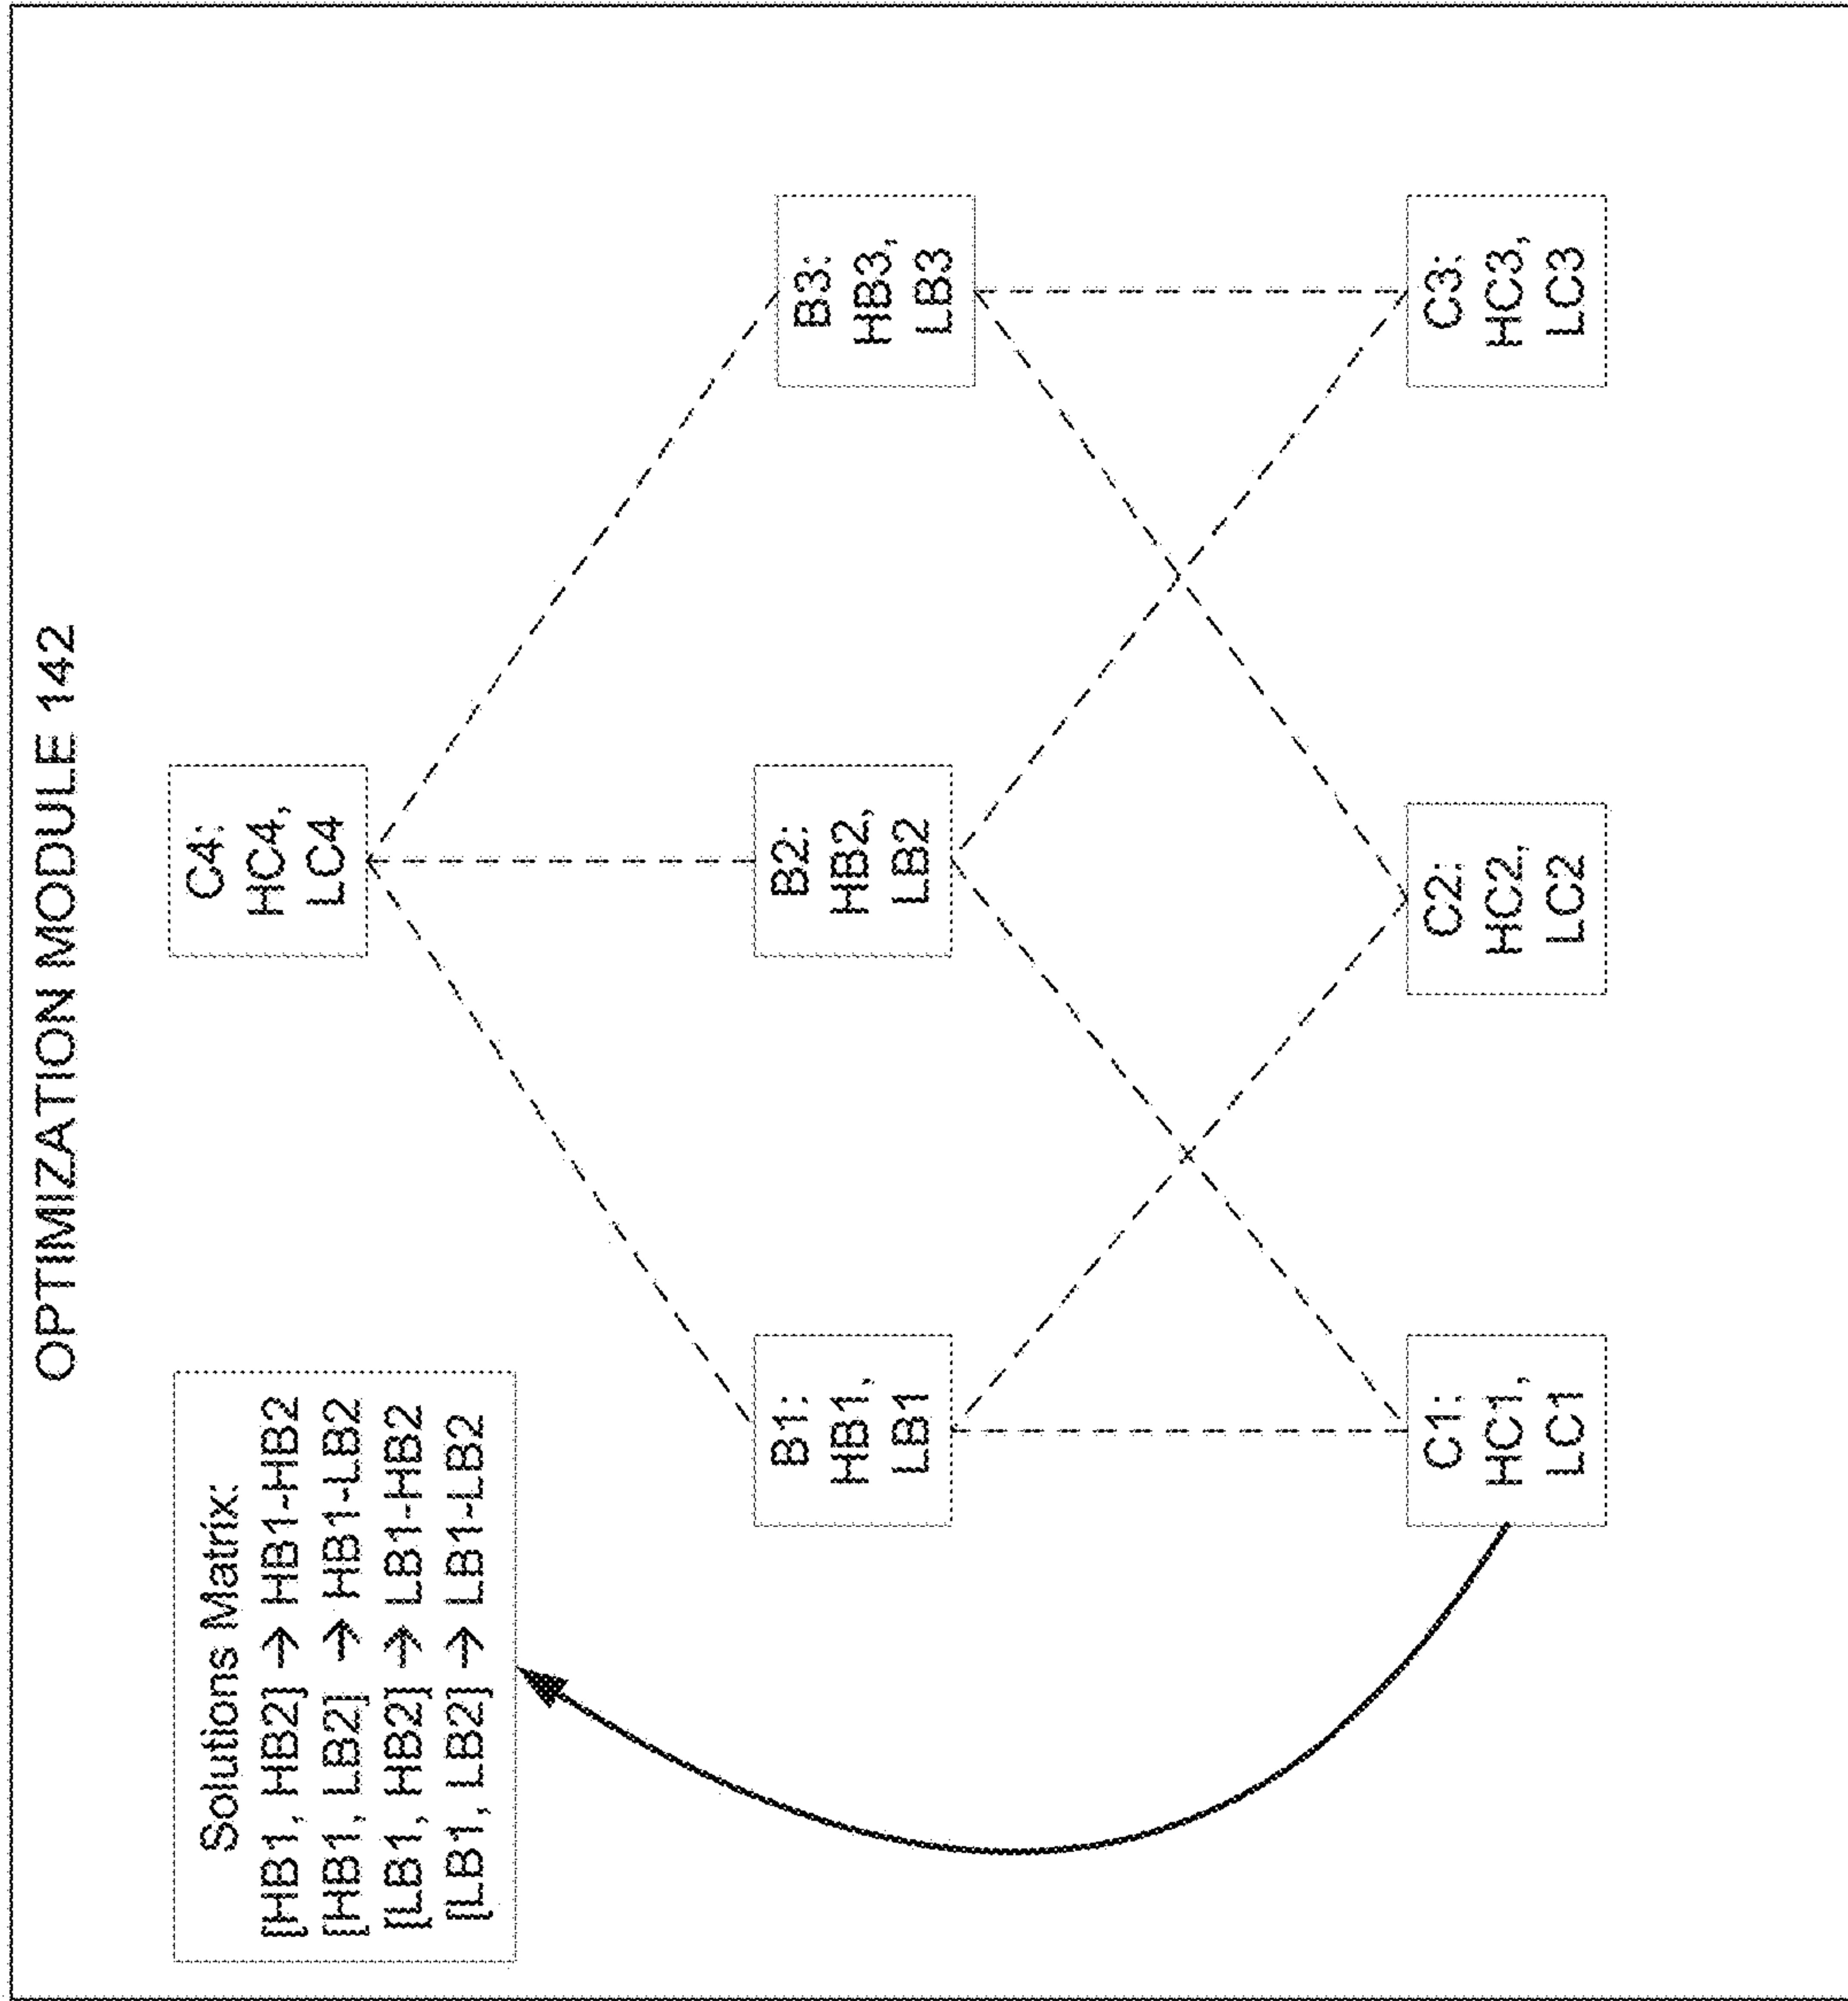 OPTIMIZATION MODULE 142
Solutions Matrix:
[HB1, HB2] → HB1-HB2
[HB1, LB2] → HB1-LB2
[LB1, HB2] → LB1-HB2
[LB1, LB2] → LB1-LB2
C4:
HC4,
LC4
B1:
HB1,
LB1
B2:
HB2,
LB2
B3:
HB3,
LB3
C1:
HC1,
LC1
C2:
HC2,
LC2
C3:
HC3,
LC3